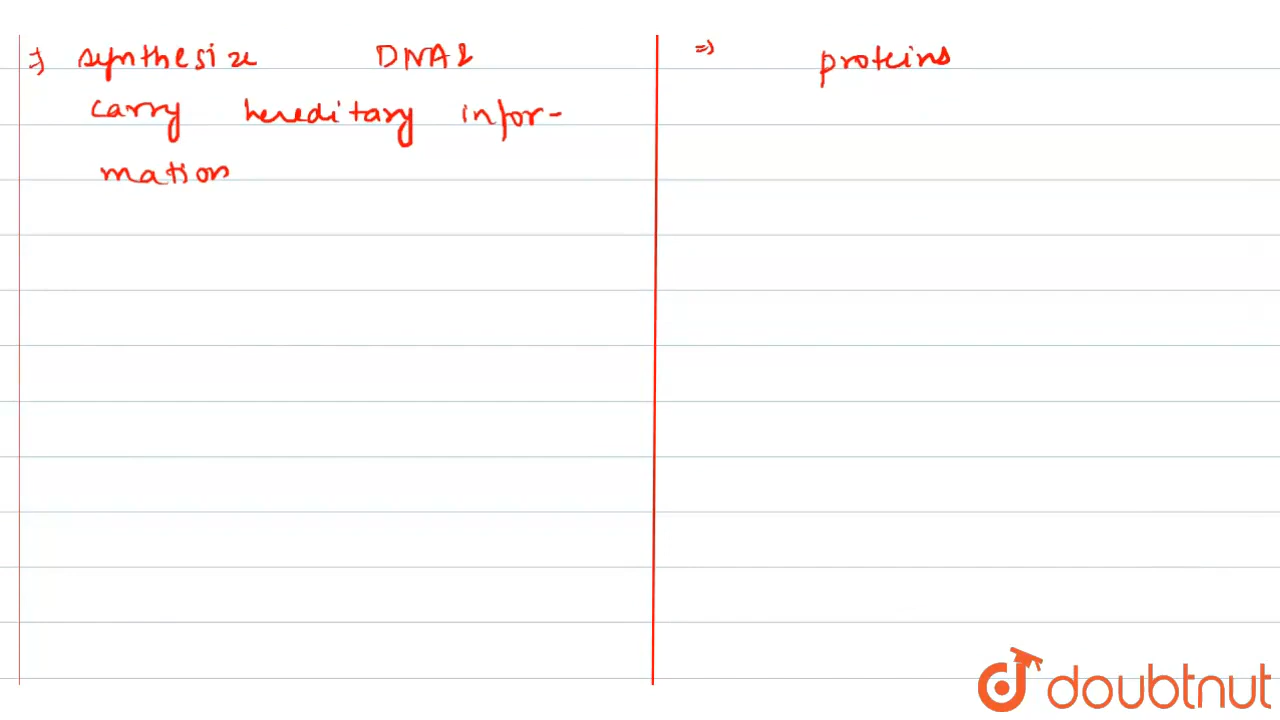 ⇒ synthesize DNA &
carry hereditary infor-
mation
⇒ proteins
doubtnut